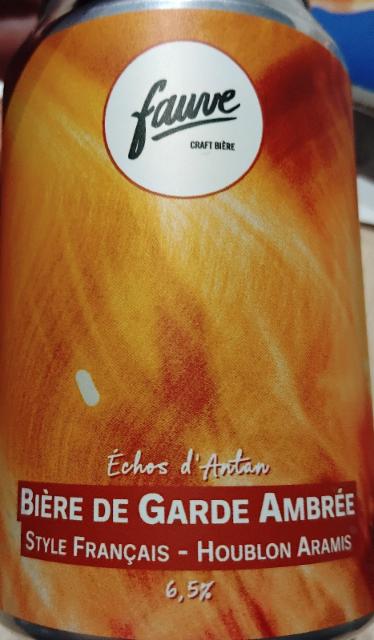 fauve
CRAFT BIÈRE
Échos d'Antan
BIÈRE DE GARDE AMBRÉE
STYLE FRANÇAIS - HOUBLON ARAMIS
6,5%